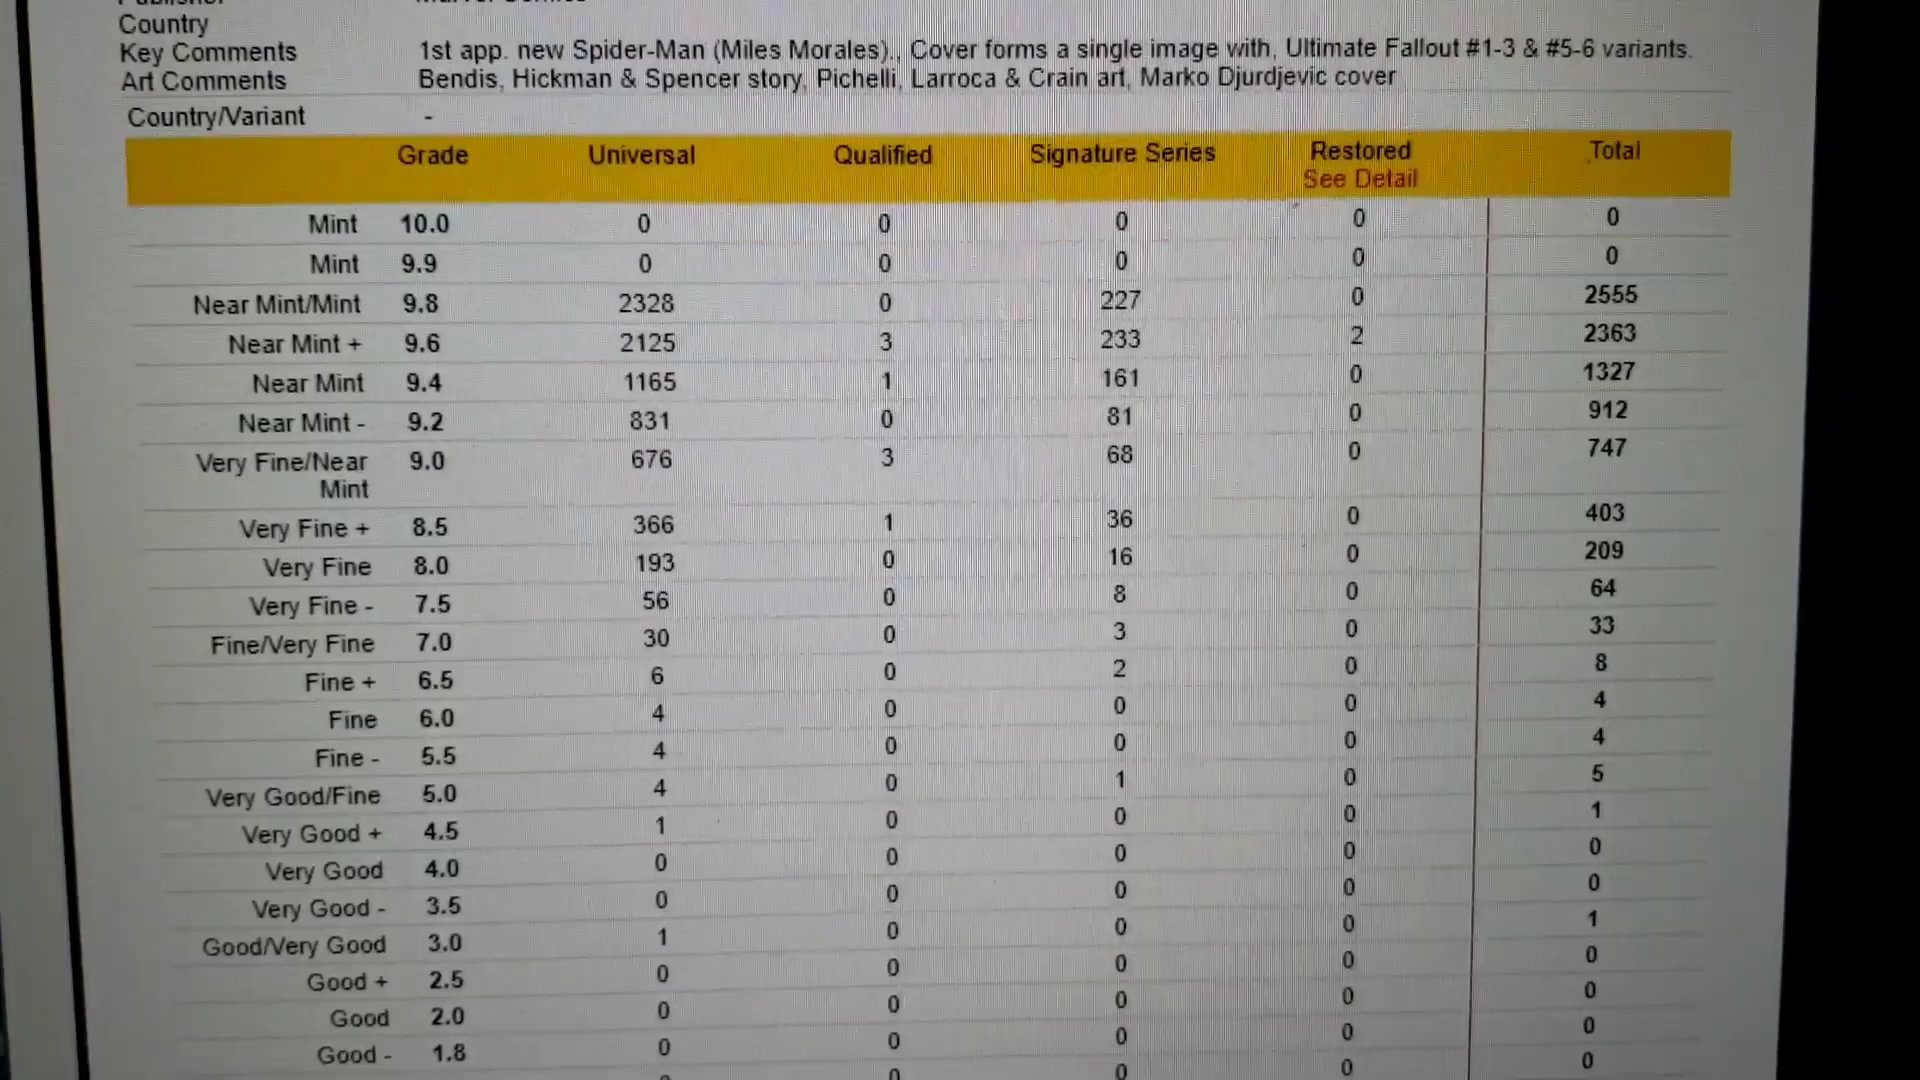 Country
Key Comments 1st app. new Spider-Man (Miles Morales)., Cover forms a single image with, Ultimate Fallout #1-3 & #5-6 variants.
Art Comments Bendis, Hickman & Spencer story, Pichelli, Larroca & Crain art, Marko Djurdjevic cover
Country/Variant -
Grade Universal Qualified Signature Series Restored Total
See Detail
Mint 10.0 0 0 0 0 0
Mint 9.9 0 0 0 0 0
Near Mint/Mint 9.8 2328 0 227 0 2555
Near Mint + 9.6 2125 3 233 2 2363
Near Mint 9.4 1165 1 161 0 1327
Near Mint - 9.2 831 0 81 0 912
Very Fine/Near 9.0 676 3 68 0 747
Mint
Very Fine + 8.5 366 1 36 0 403
Very Fine 8.0 193 0 16 0 209
Very Fine - 7.5 56 0 8 0 64
Fine/Very Fine 7.0 30 0 3 0 33
Fine + 6.5 6 0 2 0 8
Fine 6.0 4 0 0 0 4
Fine - 5.5 4 0 0 0 4
Very Good/Fine 5.0 4 0 1 0 5
Very Good + 4.5 1 0 0 0 1
Very Good 4.0 0 0 0 0 0
Very Good - 3.5 0 0 0 0 0
Good/Very Good 3.0 1 0 0 0 1
Good + 2.5 0 0 0 0 0
Good 2.0 0 0 0 0 0
Good - 1.8 0 0 0 0 0
0 0 0 0